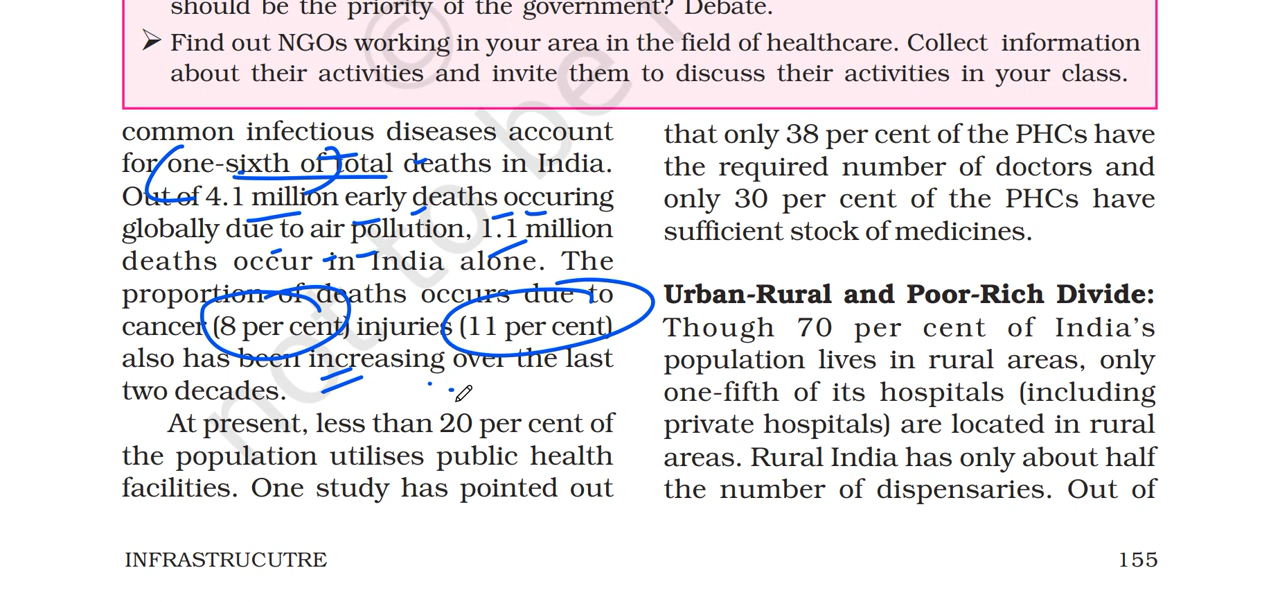 should be the priority of the government? Debate.
➢ Find out NGOs working in your area in the field of healthcare. Collect information
about their activities and invite them to discuss their activities in your class.
common infectious diseases account
for one-sixth of total deaths in India.
Out of 4.1 million early deaths occuring
globally due to air pollution, 1.1 million
deaths occur in India alone. The
proportion of deaths occurs due to
cancer (8 per cent) injuries (11 per cent)
also has been increasing over the last
two decades.
At present, less than 20 per cent of
the population utilises public health
facilities. One study has pointed out
that only 38 per cent of the PHCs have
the required number of doctors and
only 30 per cent of the PHCs have
sufficient stock of medicines.
Urban-Rural and Poor-Rich Divide:
Though 70 per cent of India's
population lives in rural areas, only
one-fifth of its hospitals (including
private hospitals) are located in rural
areas. Rural India has only about half
the number of dispensaries. Out of
INFRASTRUCUTRE
155
© not to be r